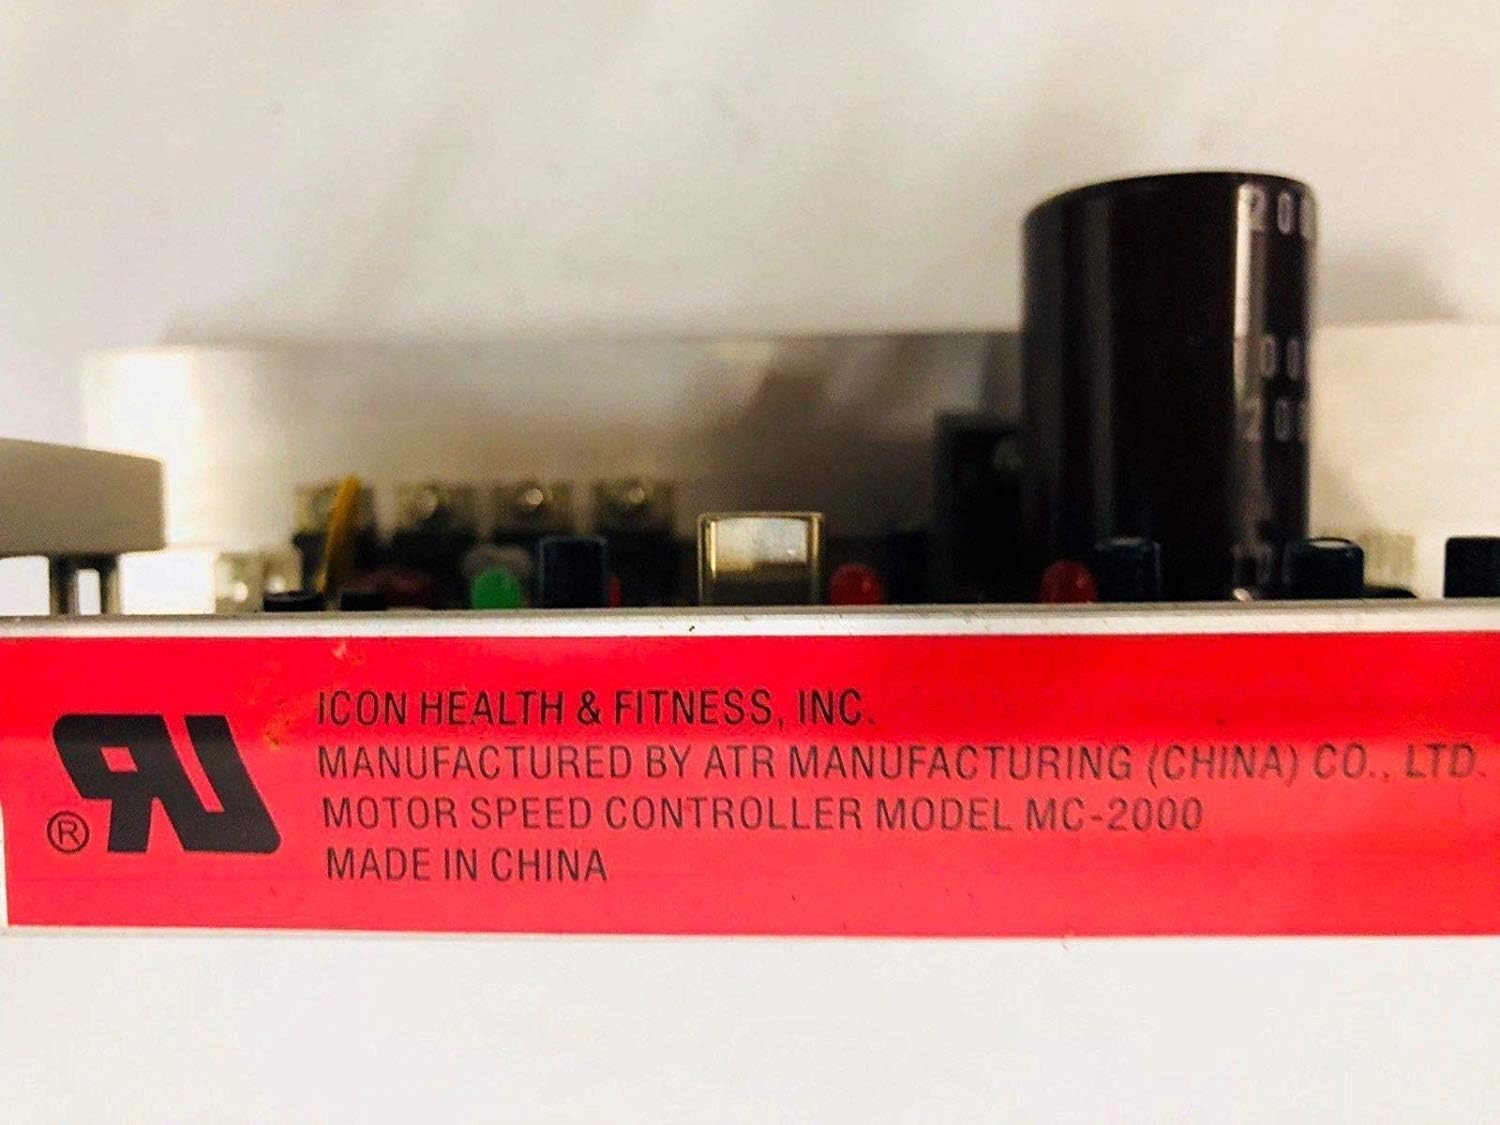 ICON HEALTH & FITNESS, INC.
MANUFACTURED BY ATR MANUFACTURING (CHINA) CO., LTD.
MOTOR SPEED CONTROLLER MODEL MC-2000
MADE IN CHINA
®